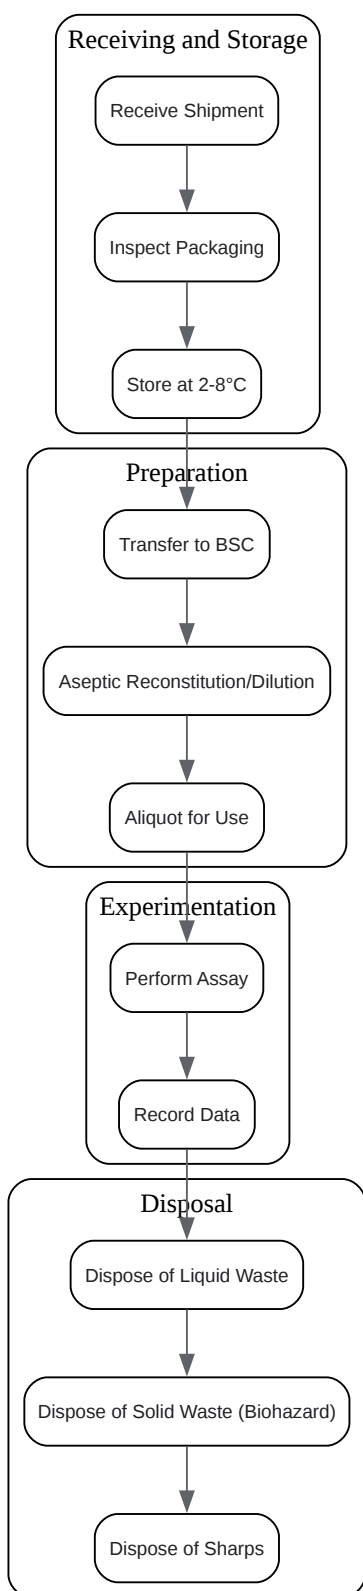 Receiving and Storage
Receive Shipment
Inspect Packaging
Store at 2-8°C
Preparation
Transfer to BSC
Aseptic Reconstitution/Dilution
Aliquot for Use
Experimentation
Perform Assay
Record Data
Disposal
Dispose of Liquid Waste
Dispose of Solid Waste (Biohazard)
Dispose of Sharps